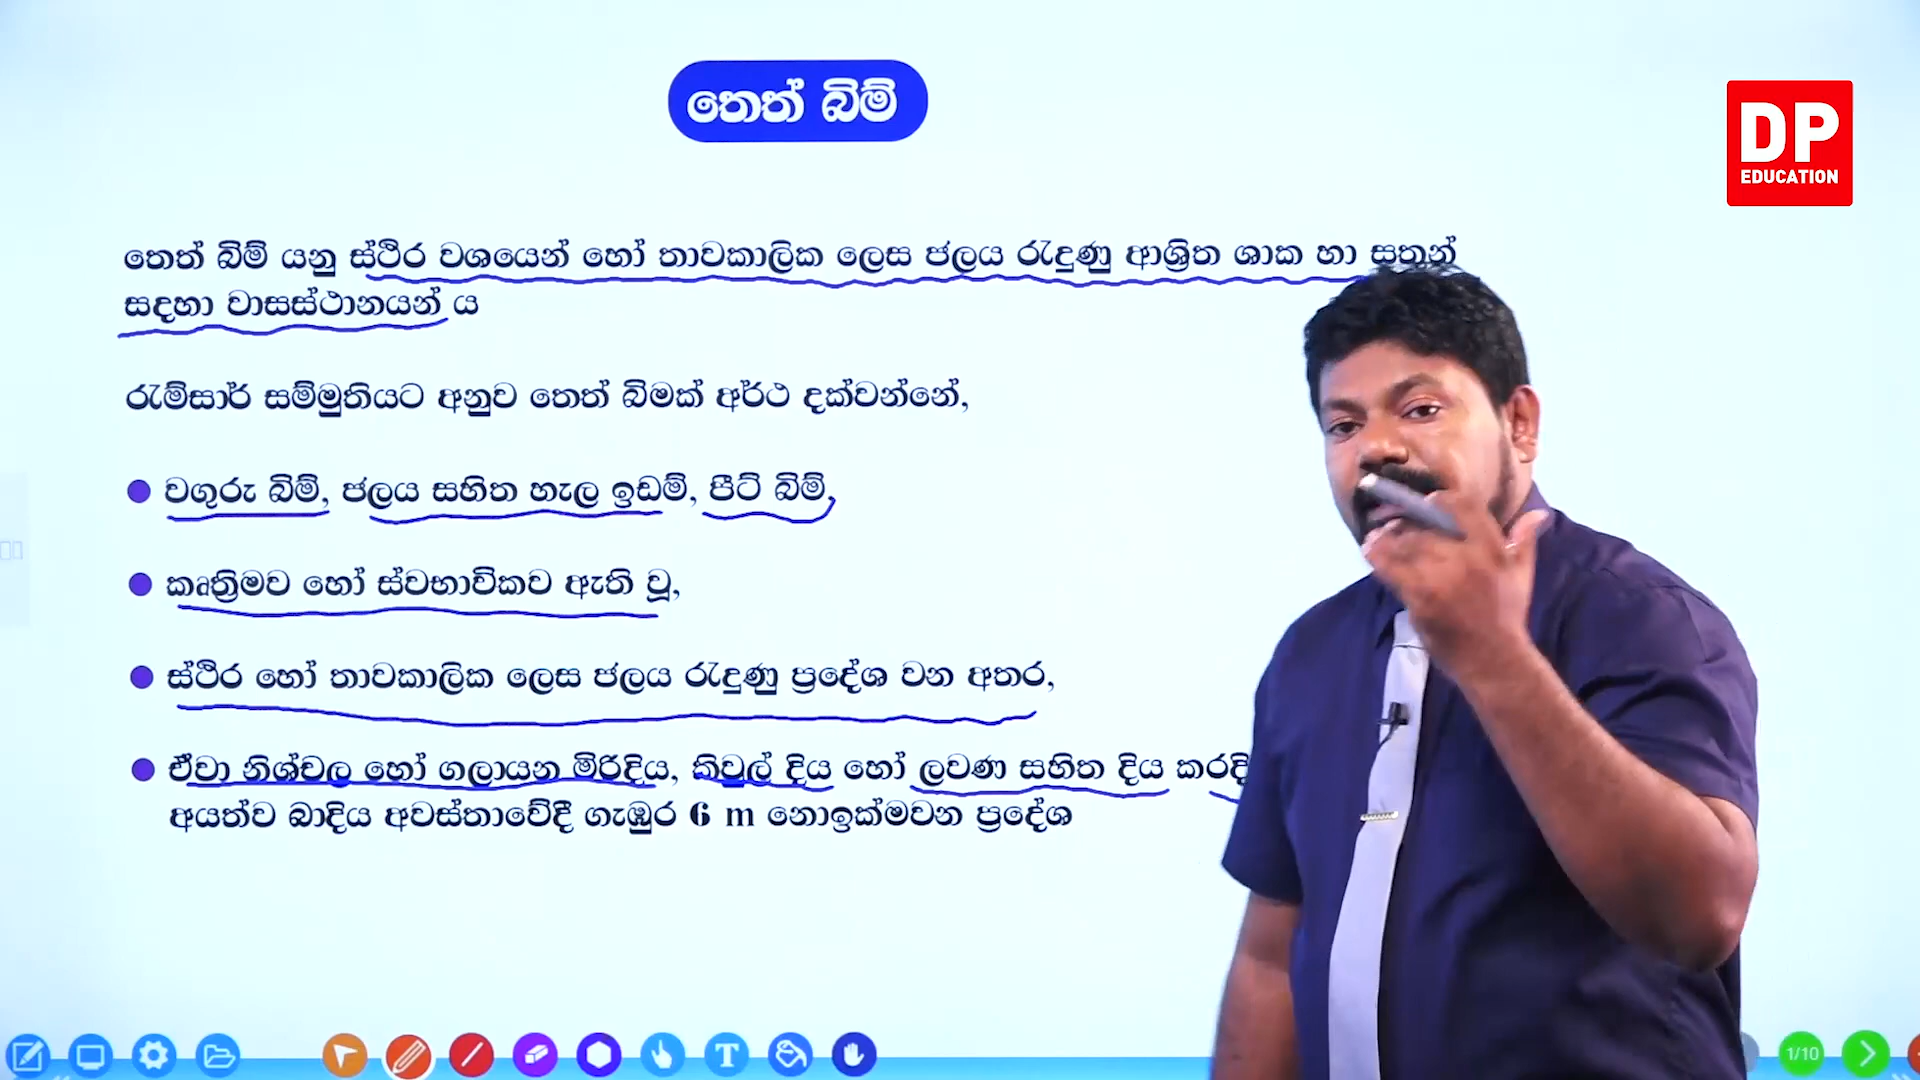 තෙත් බිම්
DP
EDUCATION
තෙත් බිම් යනු ස්ථිර වශයෙන් හෝ තාවකාලික ලෙස ජලය රැඳුණු ආශ්‍රිත ශාක හා සතුන්
සදහා වාසස්ථානයන් ය
රැම්සාර් සම්මුතියට අනුව තෙත් බිමක් අර්ථ දක්වන්නේ,
වගුරු බිම්, ජලය සහිත හැල ඉඩම්, පීට් බිම්,
කෘත්‍රිමව හෝ ස්වභාවිකව ඇති වූ,
ස්ථිර හෝ තාවකාලික ලෙස ජලය රැඳුණු ප්‍රදේශ වන අතර,
ඒවා නිශ්චල හෝ ගලායන මිරිදිය, කිවුල් දිය හෝ ලවණ සහිත දිය
අයත්ව බාදිය අවස්තාවේදී ගැඹුර 6 m නොඉක්මවන ප්‍රදේශ
T
1/10